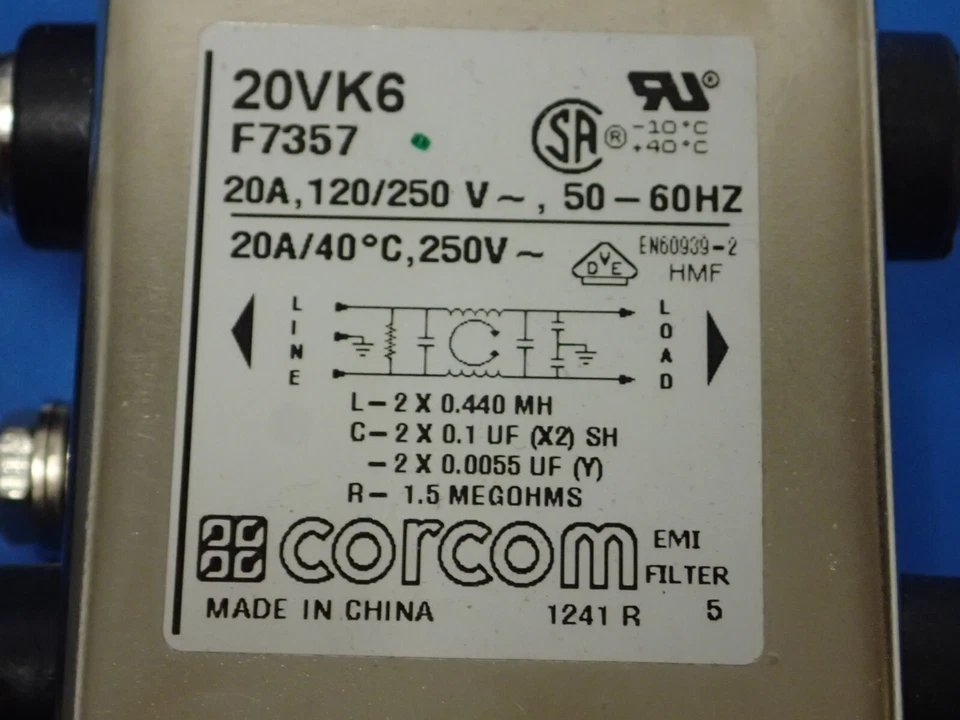 20VK6
F7357
SA ® -10°C
+40°C
20A, 120/250 V ~, 50-60HZ
20A/40°C, 250V ~
DVE
EN60939-2
HMF
LINE
LOAD
L- 2 X 0.440 MH
C- 2 X 0.1 UF (X2) SH
- 2 X 0.0055 UF (Y)
R- 1.5 MEGOHMS
corcom EMI
FILTER
MADE IN CHINA 1241 R 5